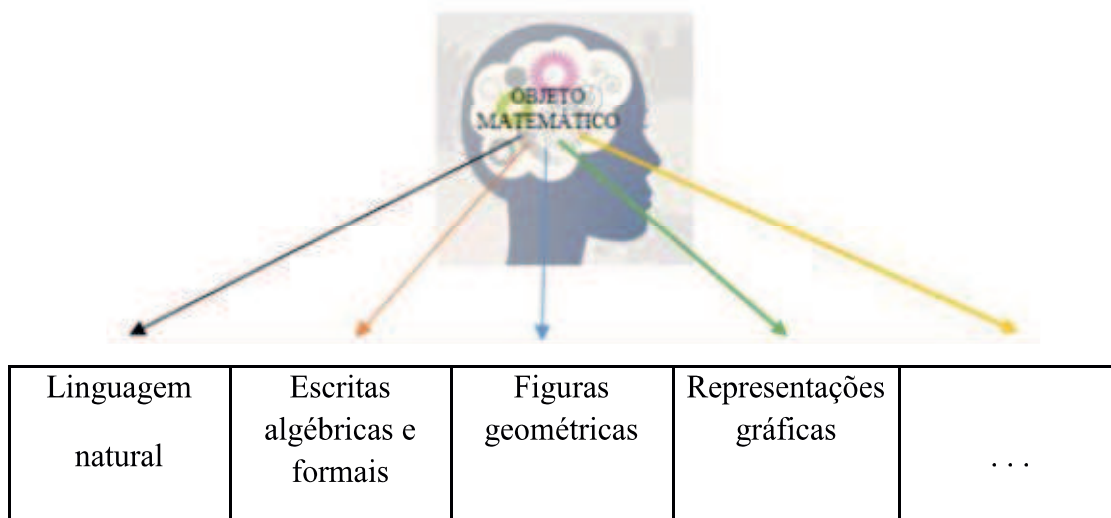 OBJETO
MATEMÁTICO
Linguagem
natural
Escritas
algébricas e
formais
Figuras
geométricas
Representações
gráficas
. . .